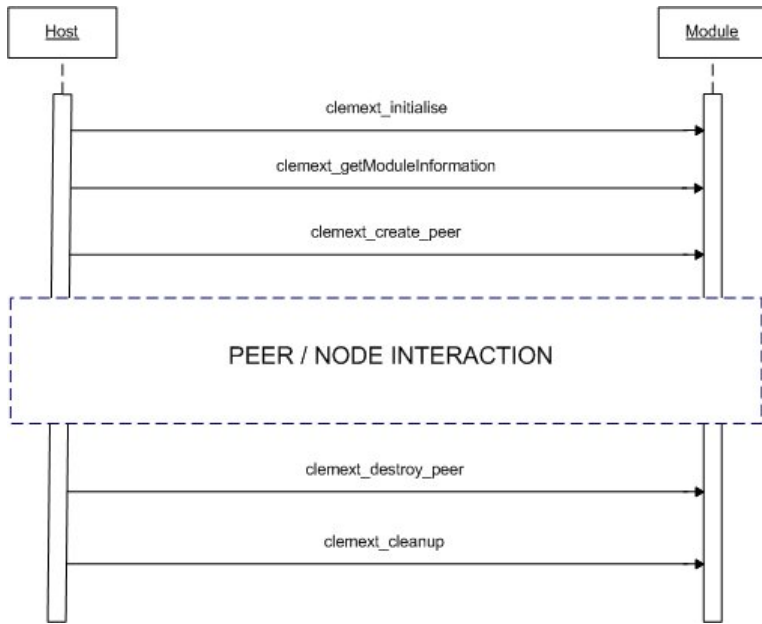 Host
Module
clemext_initialise
clemext_getModuleInformation
clemext_create_peer
PEER / NODE INTERACTION
clemext_destroy_peer
clemext_cleanup